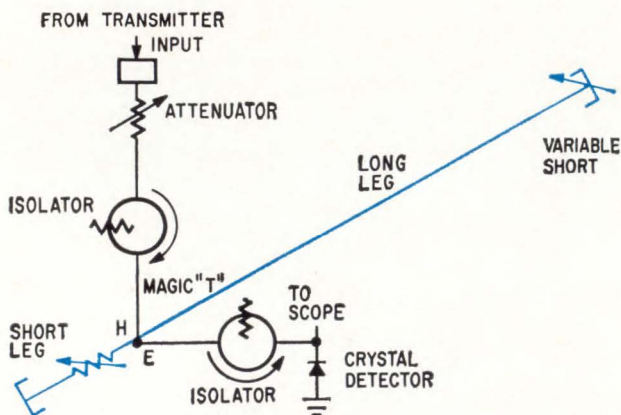 FROM TRANSMITTER
INPUT
ATTENUATOR
VARIABLE
SHORT
LONG
LEG
ISOLATOR
MAGIC "T"
TO
SCOPE
H
E
SHORT
LEG
CRYSTAL
DETECTOR
ISOLATOR